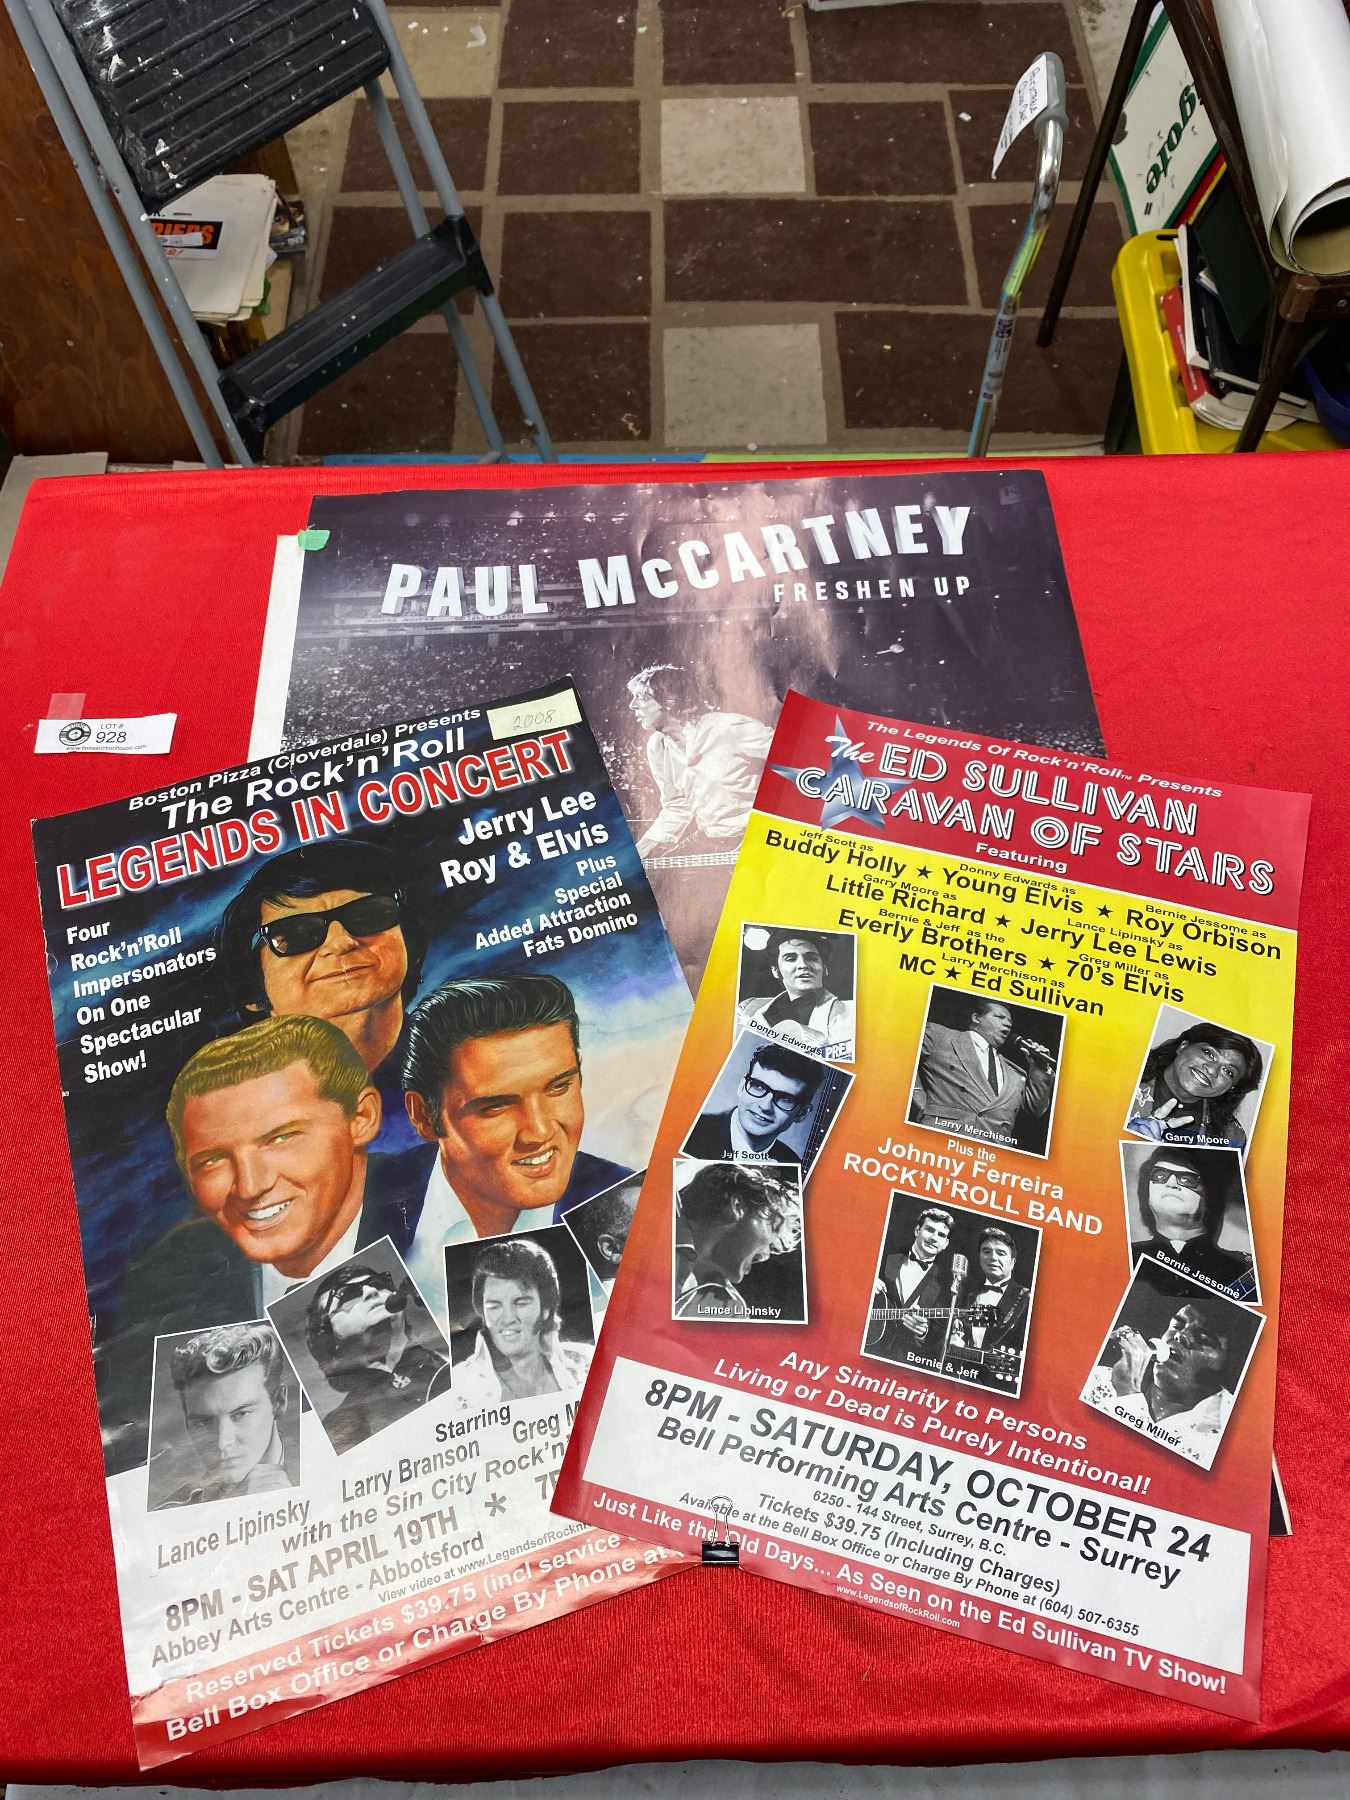 PAUL McCARTNEY
FRESHEN UP
LOT #
928
www.finnsauctionhouse.com
2008
Boston Pizza (Cloverdale) Presents
The Rock'n'Roll
LEGENDS IN CONCERT
Jerry Lee
Roy & Elvis
Plus
Special
Added Attraction
Fats Domino
Four
Rock'n'Roll
Impersonators
On One
Spectacular
Show!
Starring
Lance Lipinsky Larry Branson Greg M
with the Sin City Rock'n'
8PM - SAT APRIL 19TH *
Abbey Arts Centre - Abbotsford
View video at www.LegendsofRock
Reserved Tickets $39.75 (incl service
Bell Box Office or Charge By Phone at
The Legends Of Rock'n'Roll™ Presents
The ED SULLIVAN
CARAVAN OF STARS
Featuring
Jeff Scott as Donny Edwards as Bernie Jessome as
Buddy Holly ★ Young Elvis ★ Roy Orbison
Garry Moore as Lance Lipinsky as
Little Richard ★ Jerry Lee Lewis
Bernie & Jeff as the Greg Miller as
Everly Brothers ★ 70's Elvis
Larry Merchison as
MC ★ Ed Sullivan
Donny Edwards
Larry Merchison
Garry Moore
Jeff Scott
Plus the
Johnny Ferreira
ROCK'N'ROLL BAND
Bernie Jessome
Lance Lipinsky
Bernie & Jeff
Greg Miller
Any Similarity to Persons
Living or Dead is Purely Intentional!
8PM - SATURDAY, OCTOBER 24
Bell Performing Arts Centre - Surrey
6250 - 144 Street, Surrey, B.C.
Tickets $39.75 (Including Charges)
Available at the Bell Box Office or Charge By Phone at (604) 507-6355
Just Like the Old Days... As Seen on the Ed Sullivan TV Show!
www.LegendsofRockRoll.com